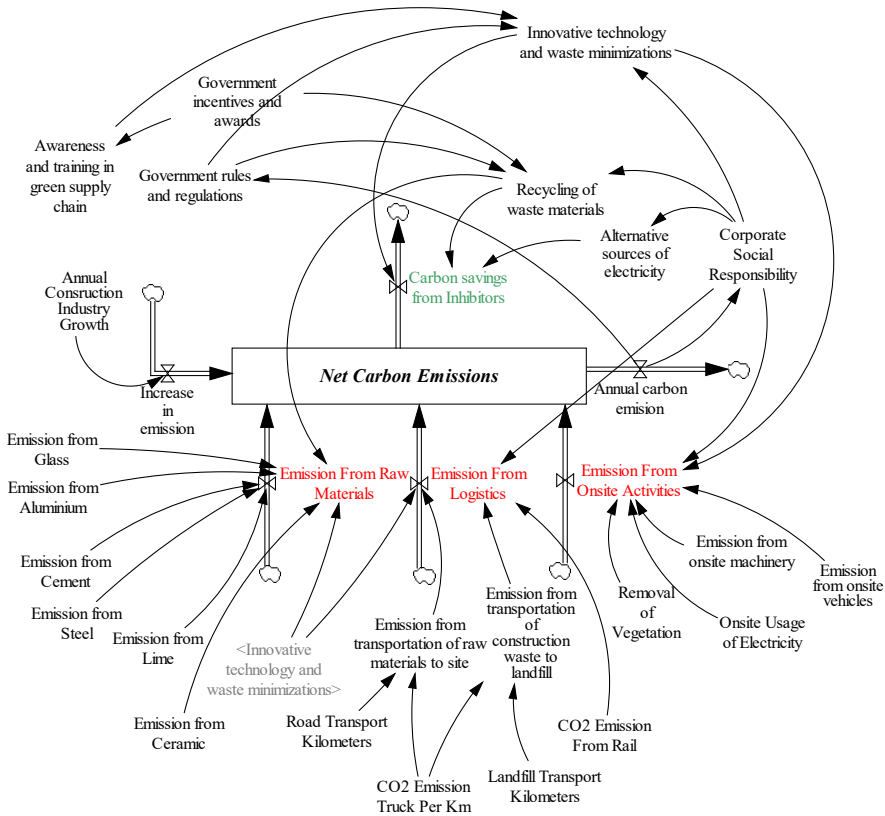 Innovative technology
and waste minimizations
Government
incentives and
awards
Awareness
and training in
green supply
chain
Government rules
and regulations
Recycling of
waste materials
Alternative
sources of
electricity
Corporate
Social
Responsibility
Carbon savings
from Inhibitors
Annual
Consruction
Industry
Growth
Net Carbon Emissions
Increase
in
emission
Annual carbon
emision
Emission from
Glass
Emission from
Aluminium
Emission from
Cement
Emission from
Steel
Emission from
Lime
Emission from
Ceramic
Emission From Raw
Materials
Emission From
Logistics
Emission From
Onsite Activities
<Innovative
technology and
waste minimizations>
Emission from
transportation of raw
materials to site
Emission from
transportation
of
construction
waste to
landfill
Removal
of
Vegetation
Emission from
onsite machinery
Onsite Usage
of Electricity
Emission
from onsite
vehicles
Road Transport
Kilometers
CO2 Emission
Truck Per Km
Landfill Transport
Kilometers
CO2 Emission
From Rail